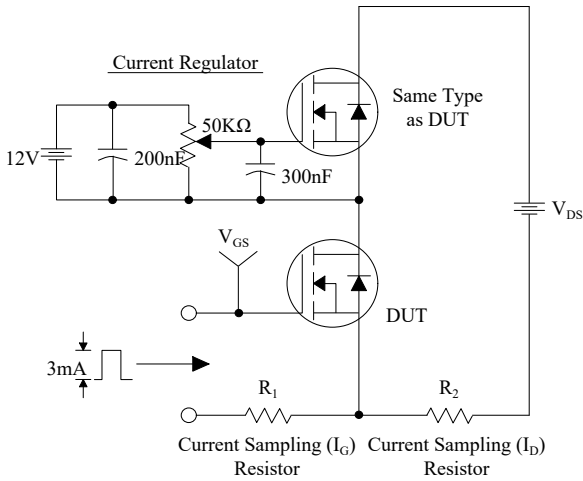 Current Regulator
Same Type
as DUT
50KΩ
12V
200nF
300nF
V_DS
V_GS
DUT
3mA
R_1
R_2
Current Sampling (I_G)
Resistor
Current Sampling (I_D)
Resistor